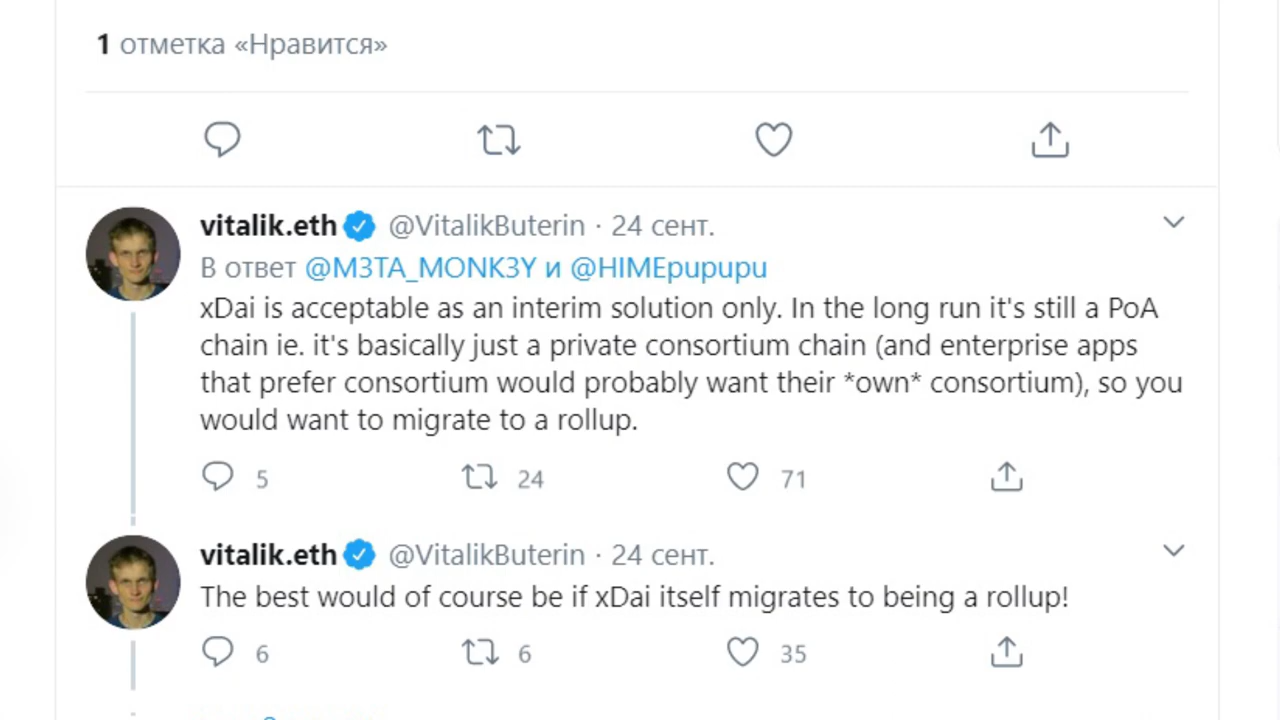 1 отметка «Нравится»
vitalik.eth @VitalikButerin · 24 сент.
В ответ @M3TA_MONK3Y и @HIMEpupupu
xDai is acceptable as an interim solution only. In the long run it's still a PoA
chain ie. it's basically just a private consortium chain (and enterprise apps
that prefer consortium would probably want their *own* consortium), so you
would want to migrate to a rollup.
5 24 71
vitalik.eth @VitalikButerin · 24 сент.
The best would of course be if xDai itself migrates to being a rollup!
6 6 35